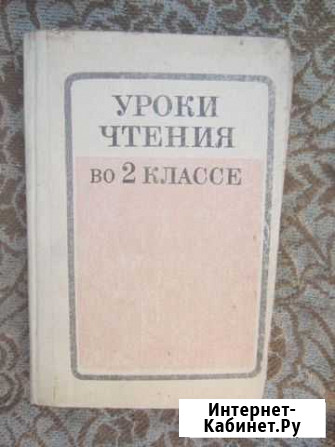 УРОКИ
ЧТЕНИЯ
ВО 2 КЛАССЕ
Интернет-
Кабинет.Ру